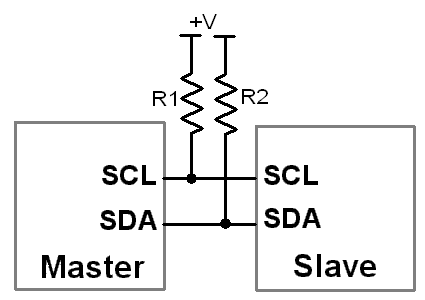 +V
R1 R2
SCL SCL
SDA SDA
Master Slave